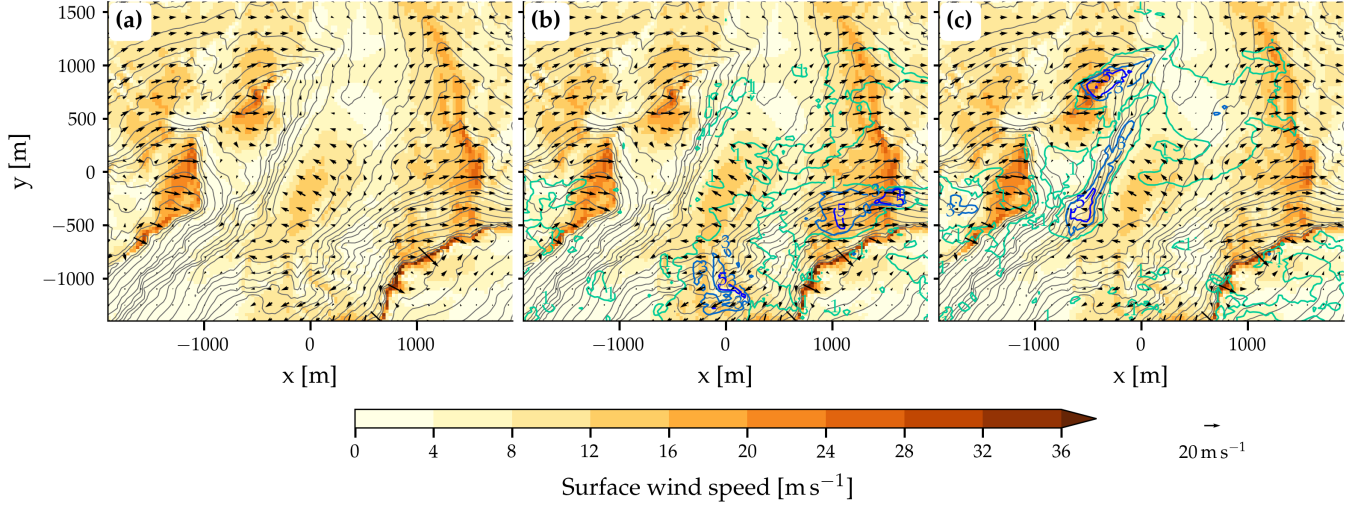 (a) (b) (c)
1500
1000
500
0
−500
−1000
y [m]
−1000 0 1000 −1000 0 1000 −1000 0 1000
x [m] x [m] x [m]
0 4 8 12 16 20 24 28 32 36
20 m s⁻¹
Surface wind speed [m s⁻¹]